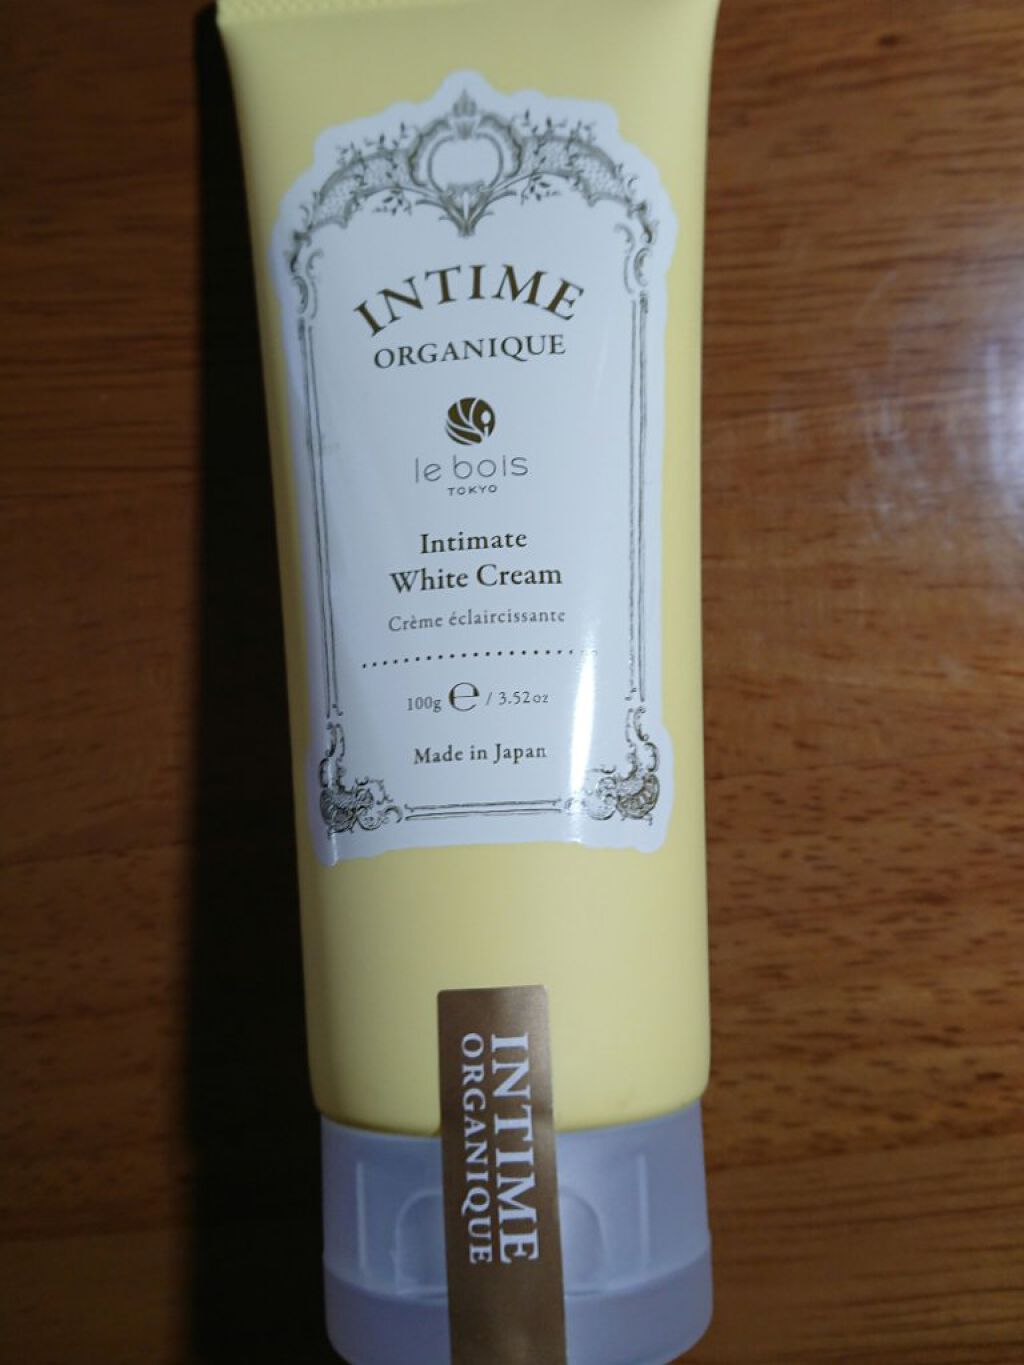 INTIME
ORGANIQUE
le bois
TOKYO
Intimate
White Cream
Crème éclaircissante
100g ℮ / 3.52oz
Made in Japan
INTIME
ORGANIQUE